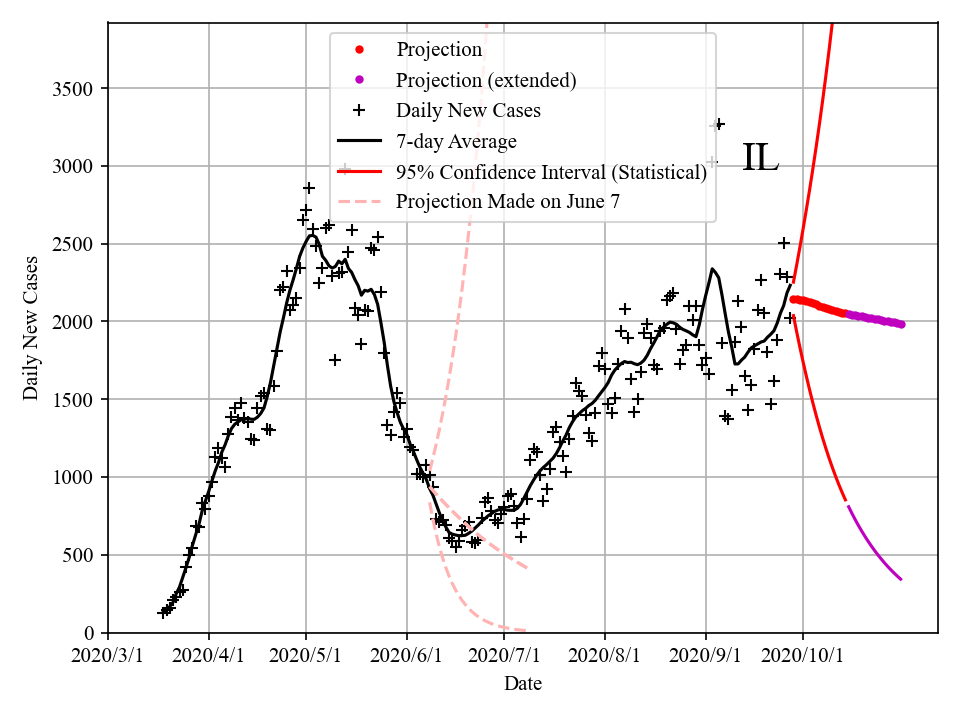 Projection
Projection (extended)
Daily New Cases
7-day Average
95% Confidence Interval (Statistical)
Projection Made on June 7
IL
Daily New Cases
3500
3000
2500
2000
1500
1000
500
0
2020/3/1 2020/4/1 2020/5/1 2020/6/1 2020/7/1 2020/8/1 2020/9/1 2020/10/1
Date